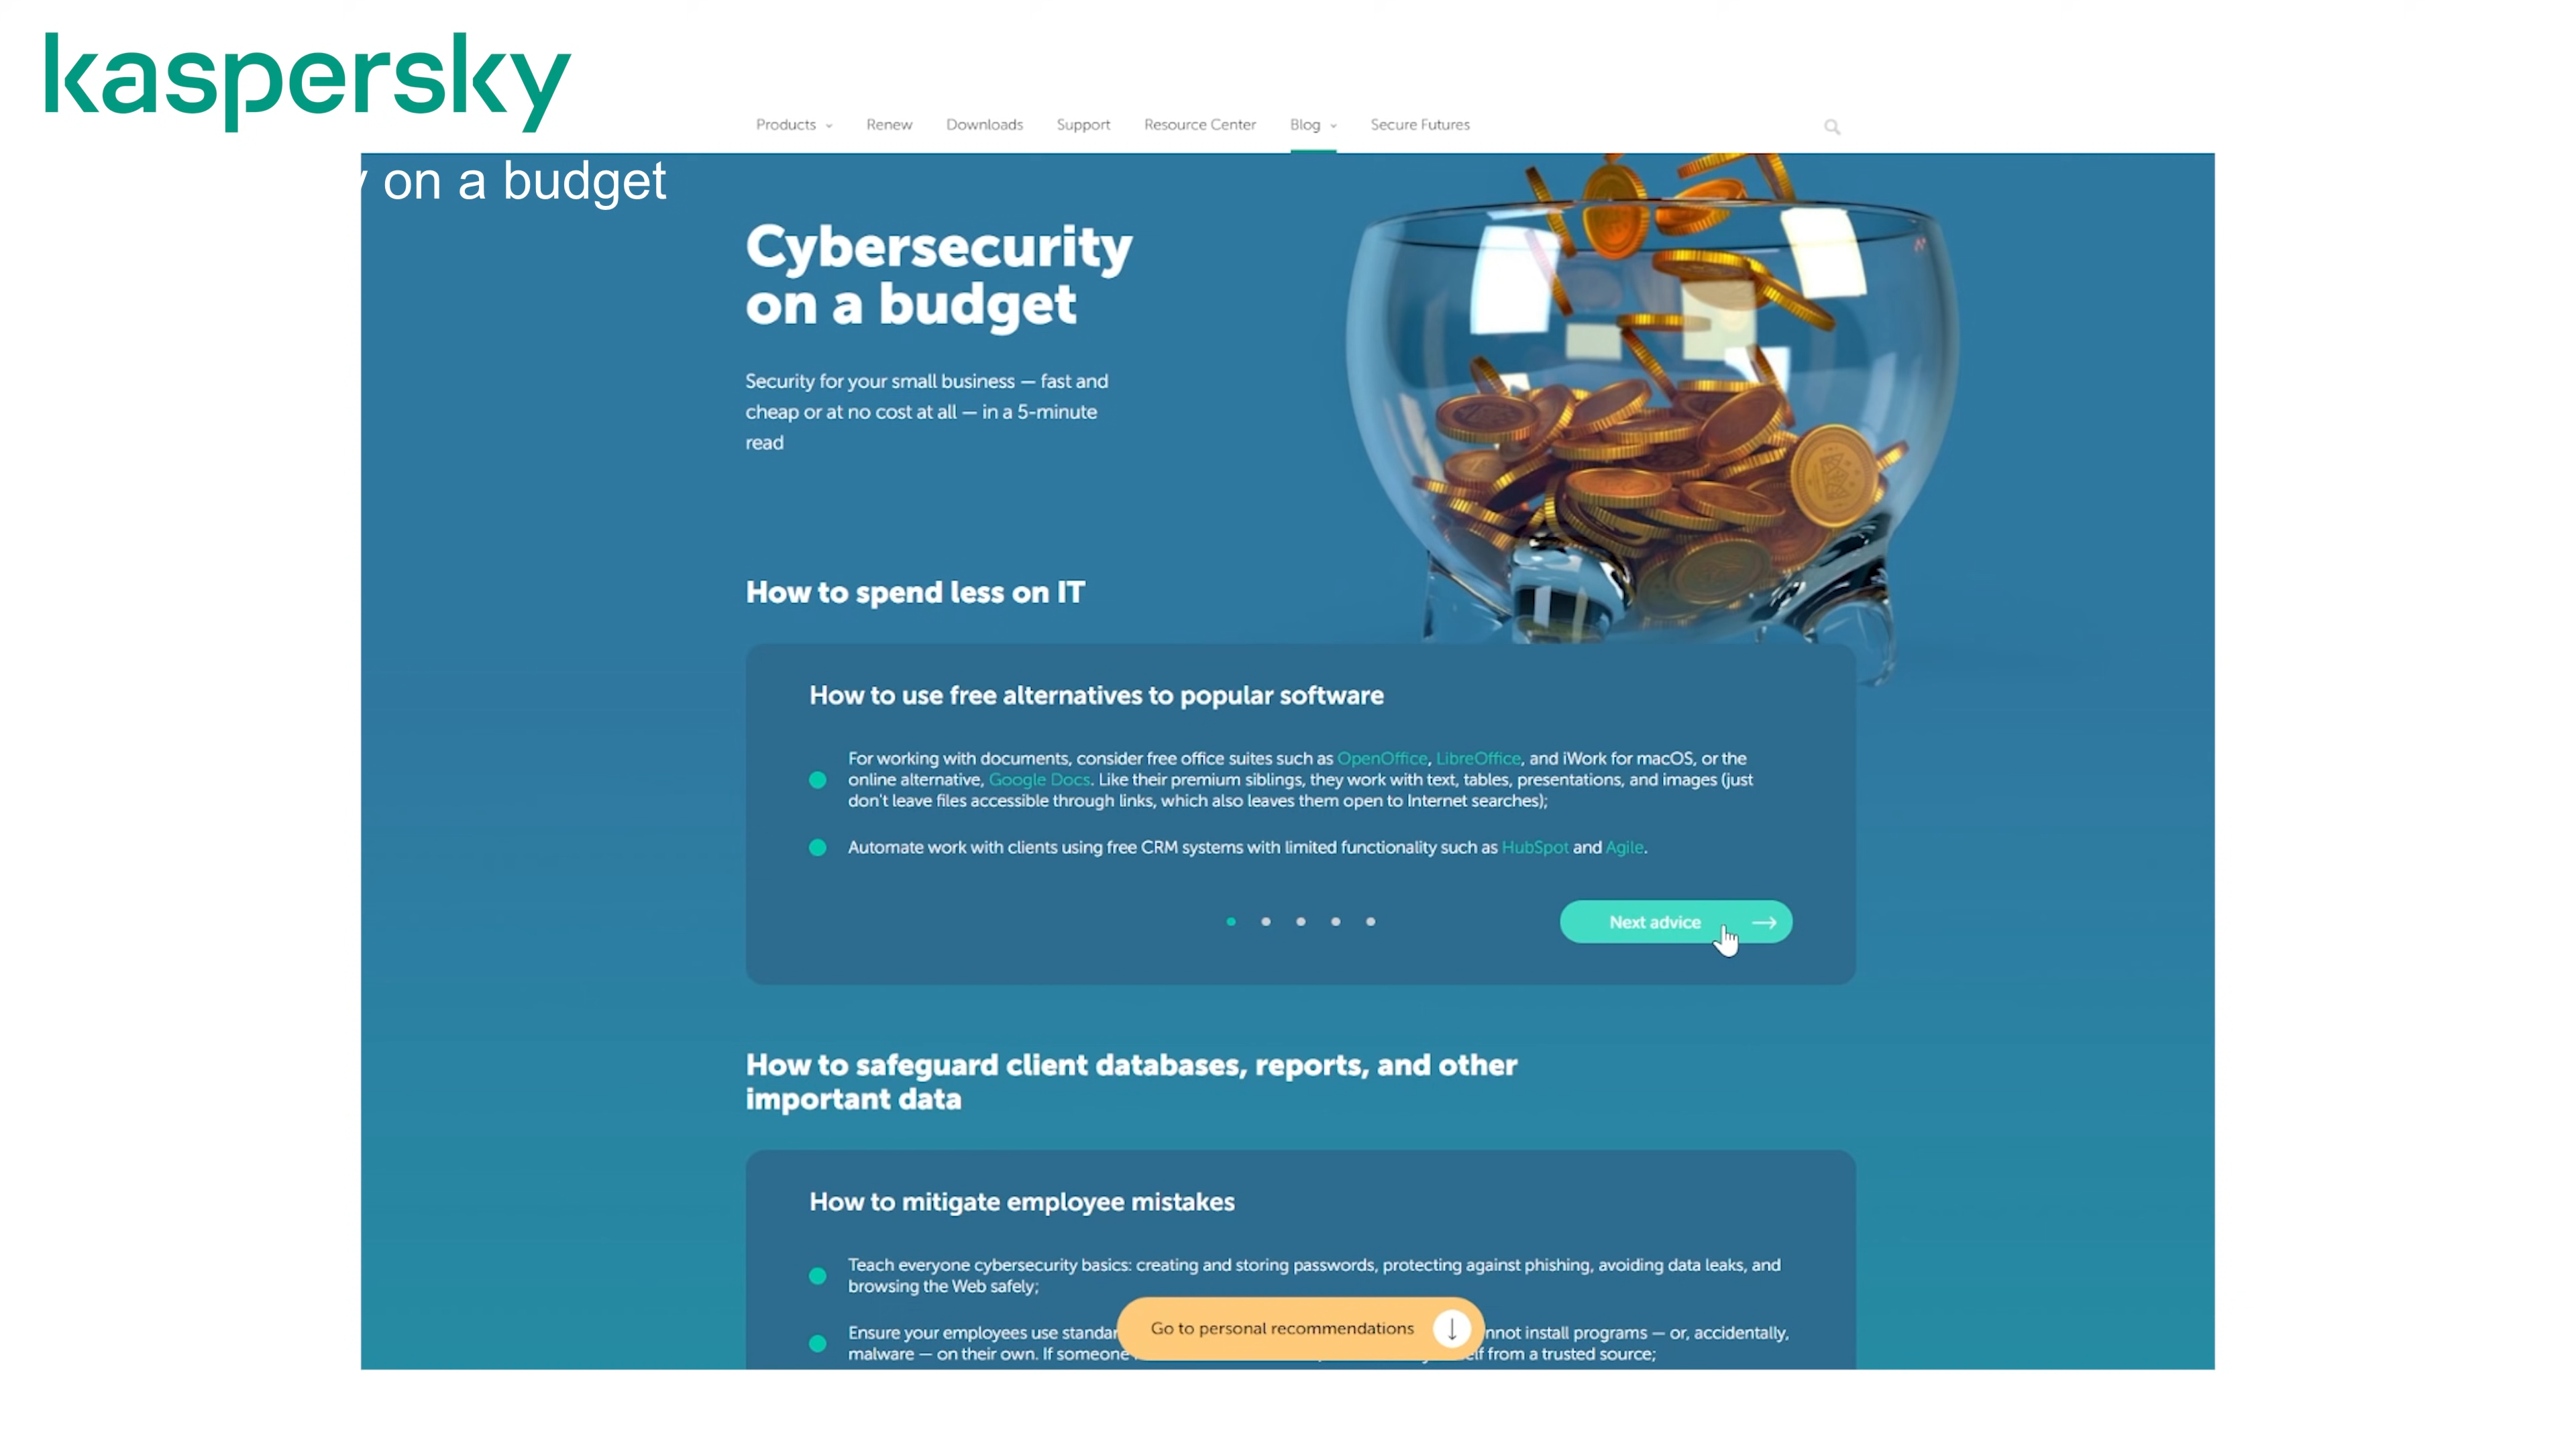 kaspersky
Products
Renew
Downloads
Support
Resource Center
Blog
Secure Futures
on a budget
Cybersecurity
on a budget
Security for your small business — fast and
cheap or at no cost at all — in a 5-minute
read
How to spend less on IT
How to use free alternatives to popular software
For working with documents, consider free office suites such as OpenOffice, LibreOffice, and iWork for macOS, or the
online alternative, Google Docs. Like their premium siblings, they work with text, tables, presentations, and images (just
don't leave files accessible through links, which also leaves them open to Internet searches);
Automate work with clients using free CRM systems with limited functionality such as HubSpot and Agile.
Next advice
How to safeguard client databases, reports, and other
important data
How to mitigate employee mistakes
Teach everyone cybersecurity basics: creating and storing passwords, protecting against phishing, avoiding data leaks, and
browsing the Web safely;
Ensure your employees use install programs — or, accidentally,
malware — on their own. If someone from a trusted source;
Go to personal recommendations